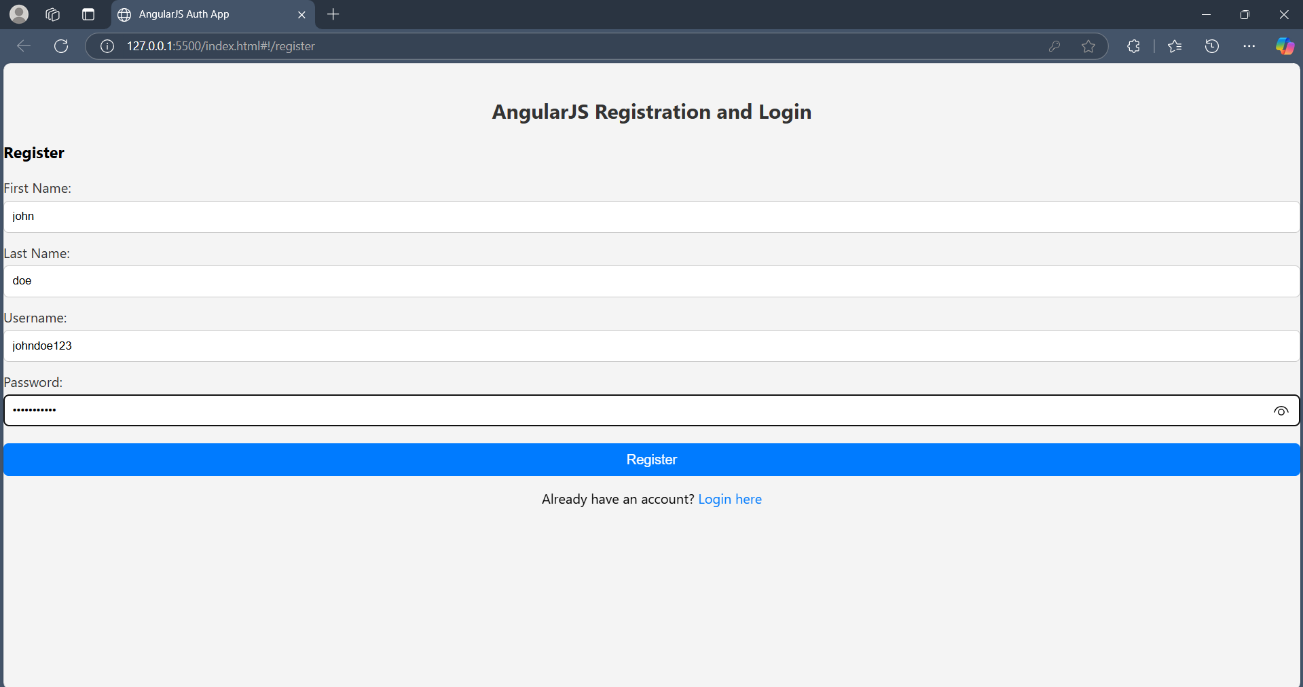 AngularJS Auth App
127.0.0.1:5500/index.html#!/register
AngularJS Registration and Login
Register
First Name:
john
Last Name:
doe
Username:
johndoe123
Password:
•••••••••••
Register
Already have an account? Login here